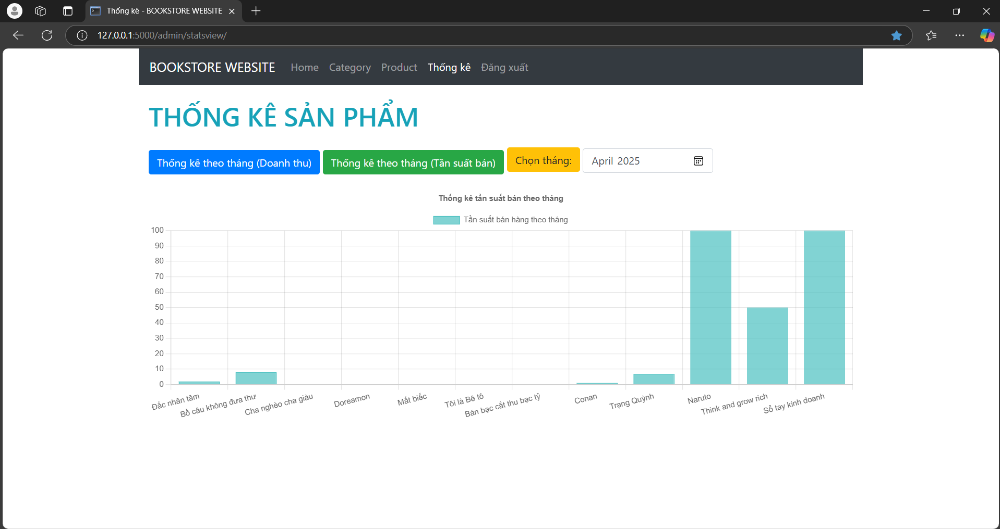 Thống kê - BOOKSTORE WEBSITE
127.0.0.1:5000/admin/statsview/
BOOKSTORE WEBSITE Home Category Product Thống kê Đăng xuất
THỐNG KÊ SẢN PHẨM
Thống kê theo tháng (Doanh thu) Thống kê theo tháng (Tần suất bán) Chọn tháng: April 2025
Thống kê tần suất bán theo tháng
Tần suất bán hàng theo tháng
100
90
80
70
60
50
40
30
20
10
0
Đắc nhân tâm
Bồ câu không đưa thư
Cha nghèo cha giàu
Doreamon
Mắt biếc
Tôi là Bê tô
Bán bạc cắt thu bạc tỷ
Conan
Trạng Quỳnh
Naruto
Think and grow rich
Sổ tay kinh doanh